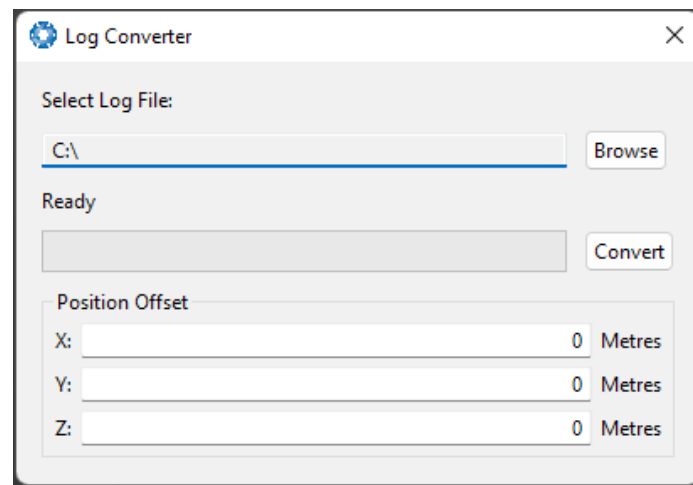 Log Converter
Select Log File:
C:\ Browse
Ready
Convert
Position Offset
X: 0 Metres
Y: 0 Metres
Z: 0 Metres